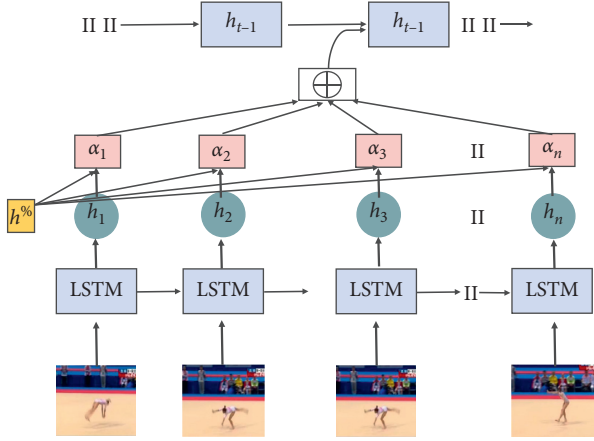 II II h_{t–1} h_{t–1} II II
⊕
α_1 α_2 α_3 II α_n
h^%
h_1 h_2 h_3 II h_n
LSTM LSTM LSTM II LSTM